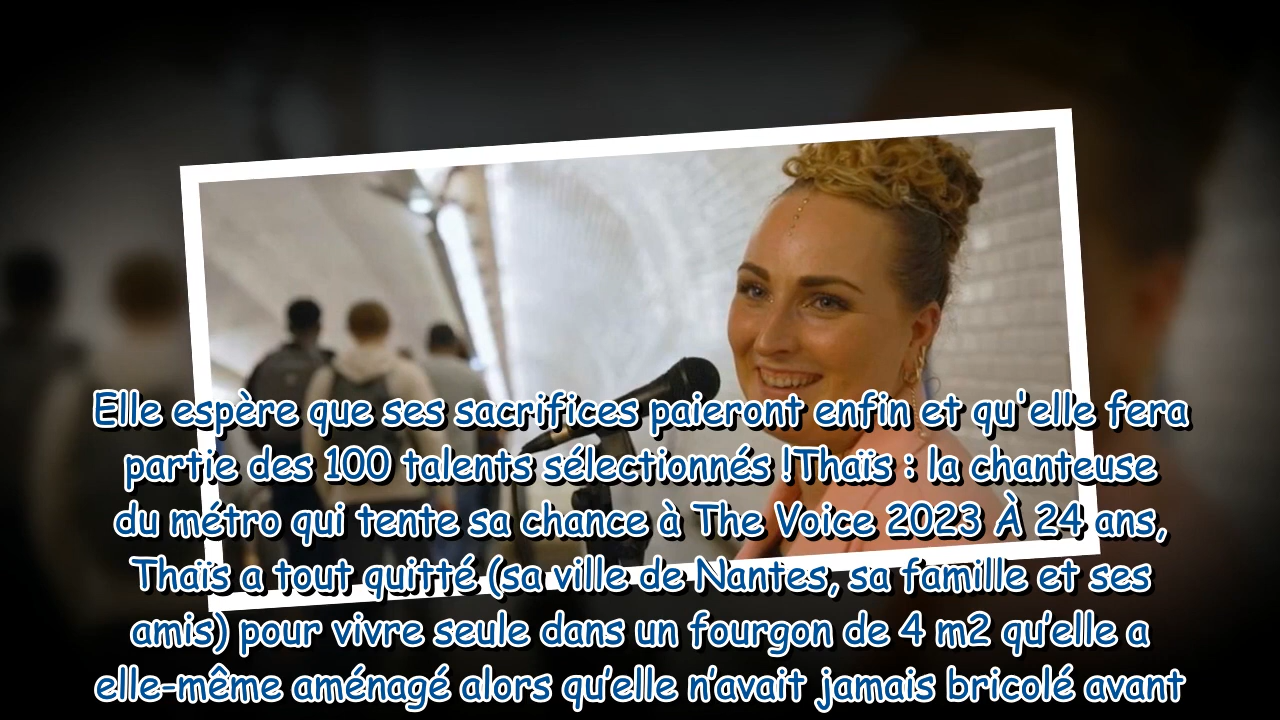 Elle espère que ses sacrifices paieront enfin et qu'elle fera
partie des 100 talents sélectionnés !Thaïs : la chanteuse
du métro qui tente sa chance à The Voice 2023 À 24 ans,
Thaïs a tout quitté (sa ville de Nantes, sa famille et ses
amis) pour vivre seule dans un fourgon de 4 m2 qu’elle a
elle-même aménagé alors qu’elle n’avait jamais bricolé avant